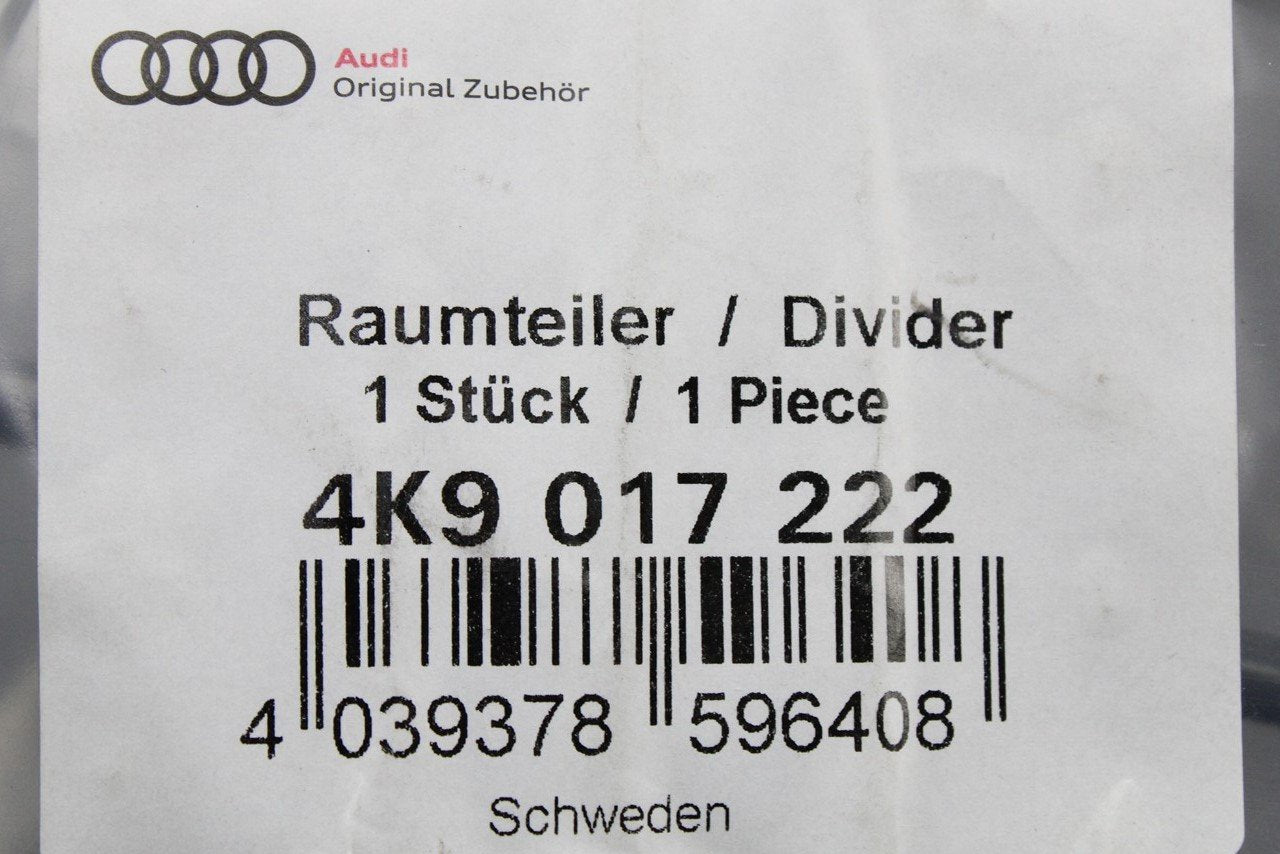 Audi
Original Zubehör
Raumteiler / Divider
1 Stück / 1 Piece
4K9 017 222
4 039378 596408
Schweden